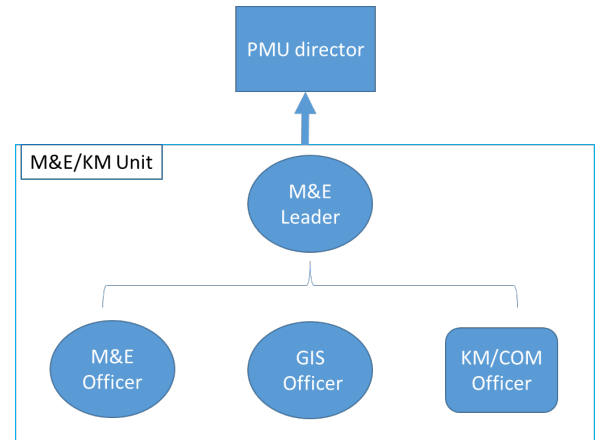 PMU director
M&E/KM Unit
M&E
Leader
M&E
Officer
GIS
Officer
KM/COM
Officer